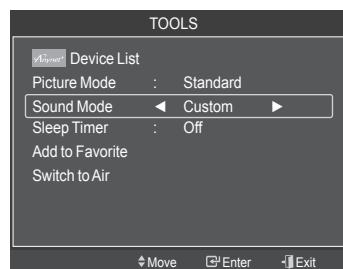 TOOLS
Anynet+ Device List
Picture Mode : Standard
Sound Mode ◄ Custom ►
Sleep Timer : Off
Add to Favorite
Switch to Air
Move Enter Exit